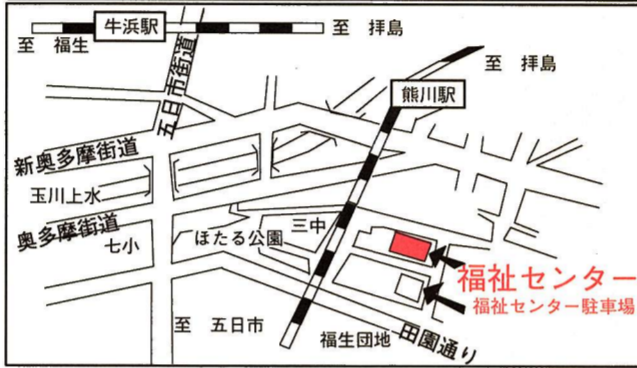 牛浜駅
至 福生
至 拝島
至 拝島
五日市街道
熊川駅
新奥多摩街道
玉川上水
奥多摩街道
七小
ほたる公園
三中
福祉センター
福祉センター駐車場
至 五日市
福生団地
田園通り